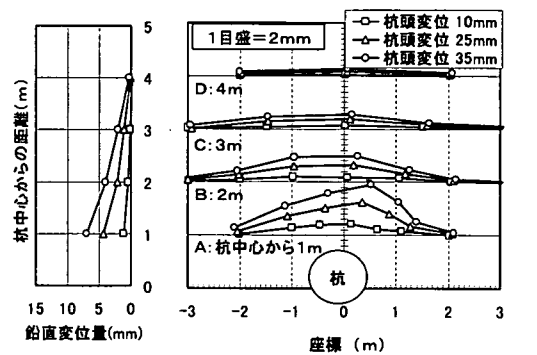 1目盛=2mm
杭頭変位 10mm
杭頭変位 25mm
杭頭変位 35mm
杭中心からの距離(m)
5
4
3
2
1
0
D:4m
C:3m
B:2m
A:杭中心から1m
杭
15 10 5 0
鉛直変位量(mm)
-3 -2 -1 0 1 2 3
座標 (m)